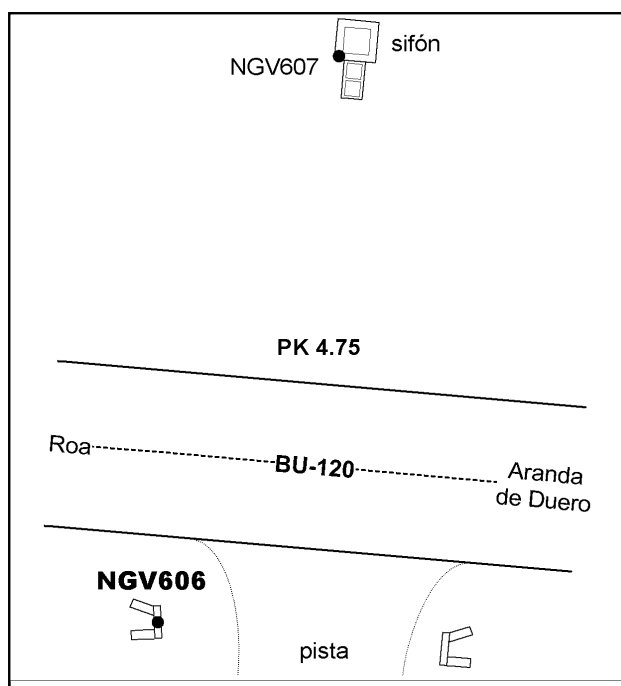 sifón
NGV607
PK 4.75
Roa
BU-120
Aranda
de Duero
NGV606
pista